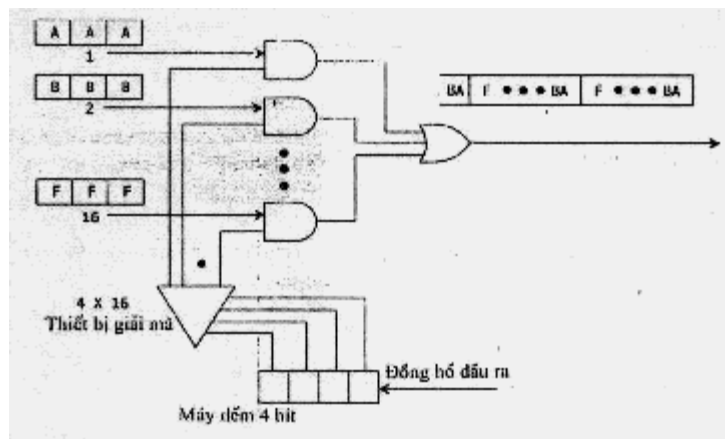 A A A
1
B B B
2
F F F
16
BA F ●●● BA F ●●● BA
4 X 16
Thiết bị giải mã
Đồng hồ đầu ra
Máy đếm 4 bit